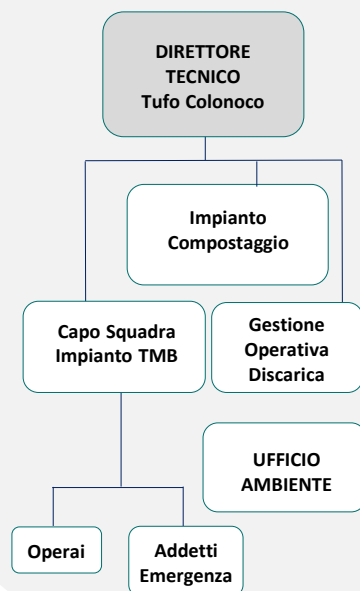 DIRETTORE
TECNICO
Tufo Colonoco
Impianto
Compostaggio
Capo Squadra
Impianto TMB
Gestione
Operativa
Discarica
UFFICIO
AMBIENTE
Operai
Addetti
Emergenza